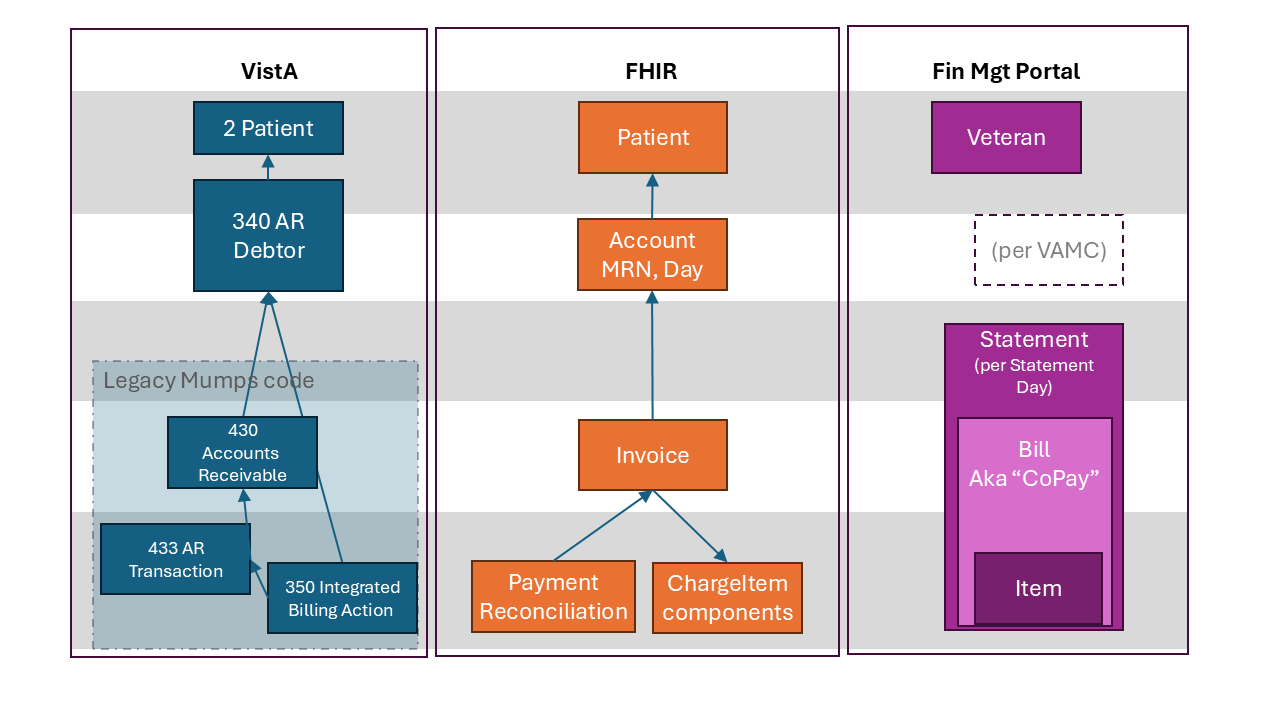 VistA
2 Patient
340 AR
Debtor
Legacy Mumps code
430
Accounts
Receivable
433 AR
Transaction
350 Integrated
Billing Action
FHIR
Patient
Account
MRN, Day
Invoice
Payment
Reconciliation
ChargeItem
components
Fin Mgt Portal
Veteran
(per VAMC)
Statement
(per Statement
Day)
Bill
Aka “CoPay”
Item